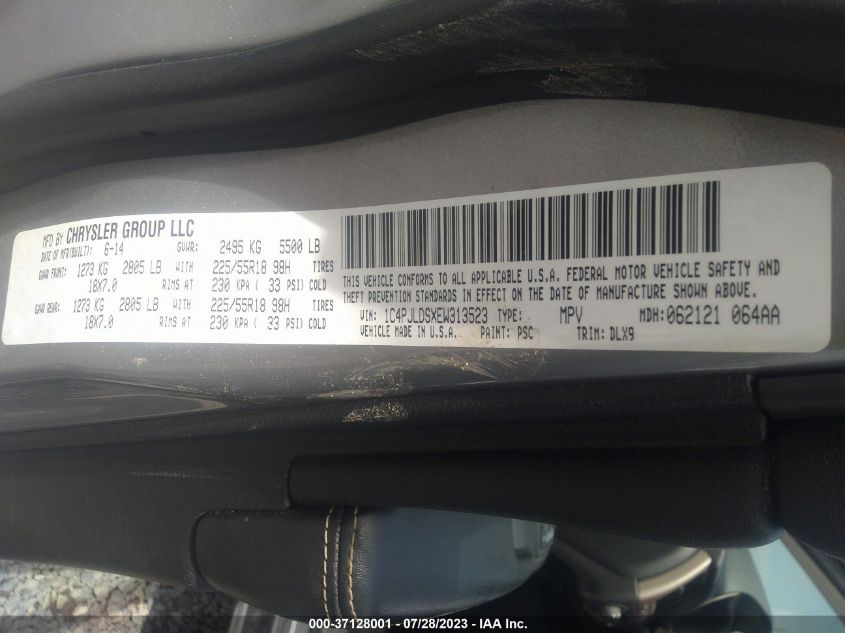 MFD BY CHRYSLER GROUP LLC
DATE OF MFR(BUILT): 6-14 GVWR: 2495 KG 5500 LB
GAWR FRONT: 1273 KG 2805 LB WITH 225/55R18 98H TIRES
18X7.0 RIMS AT 230 KPA ( 33 PSI) COLD
GAWR REAR: 1273 KG 2805 LB WITH 225/55R18 98H TIRES
18X7.0 RIMS AT 230 KPA ( 33 PSI) COLD
THIS VEHICLE CONFORMS TO ALL APPLICABLE U.S.A. FEDERAL MOTOR VEHICLE SAFETY AND
THEFT PREVENTION STANDARDS IN EFFECT ON THE DATE OF MANUFACTURE SHOWN ABOVE.
VIN: 1C4PJLDSXEW313523 TYPE: MPV MDH:062121 064AA
VEHICLE MADE IN U.S.A. PAINT: PSC TRIM: DLX9
000-37128001 - 07/28/2023 - IAA Inc.